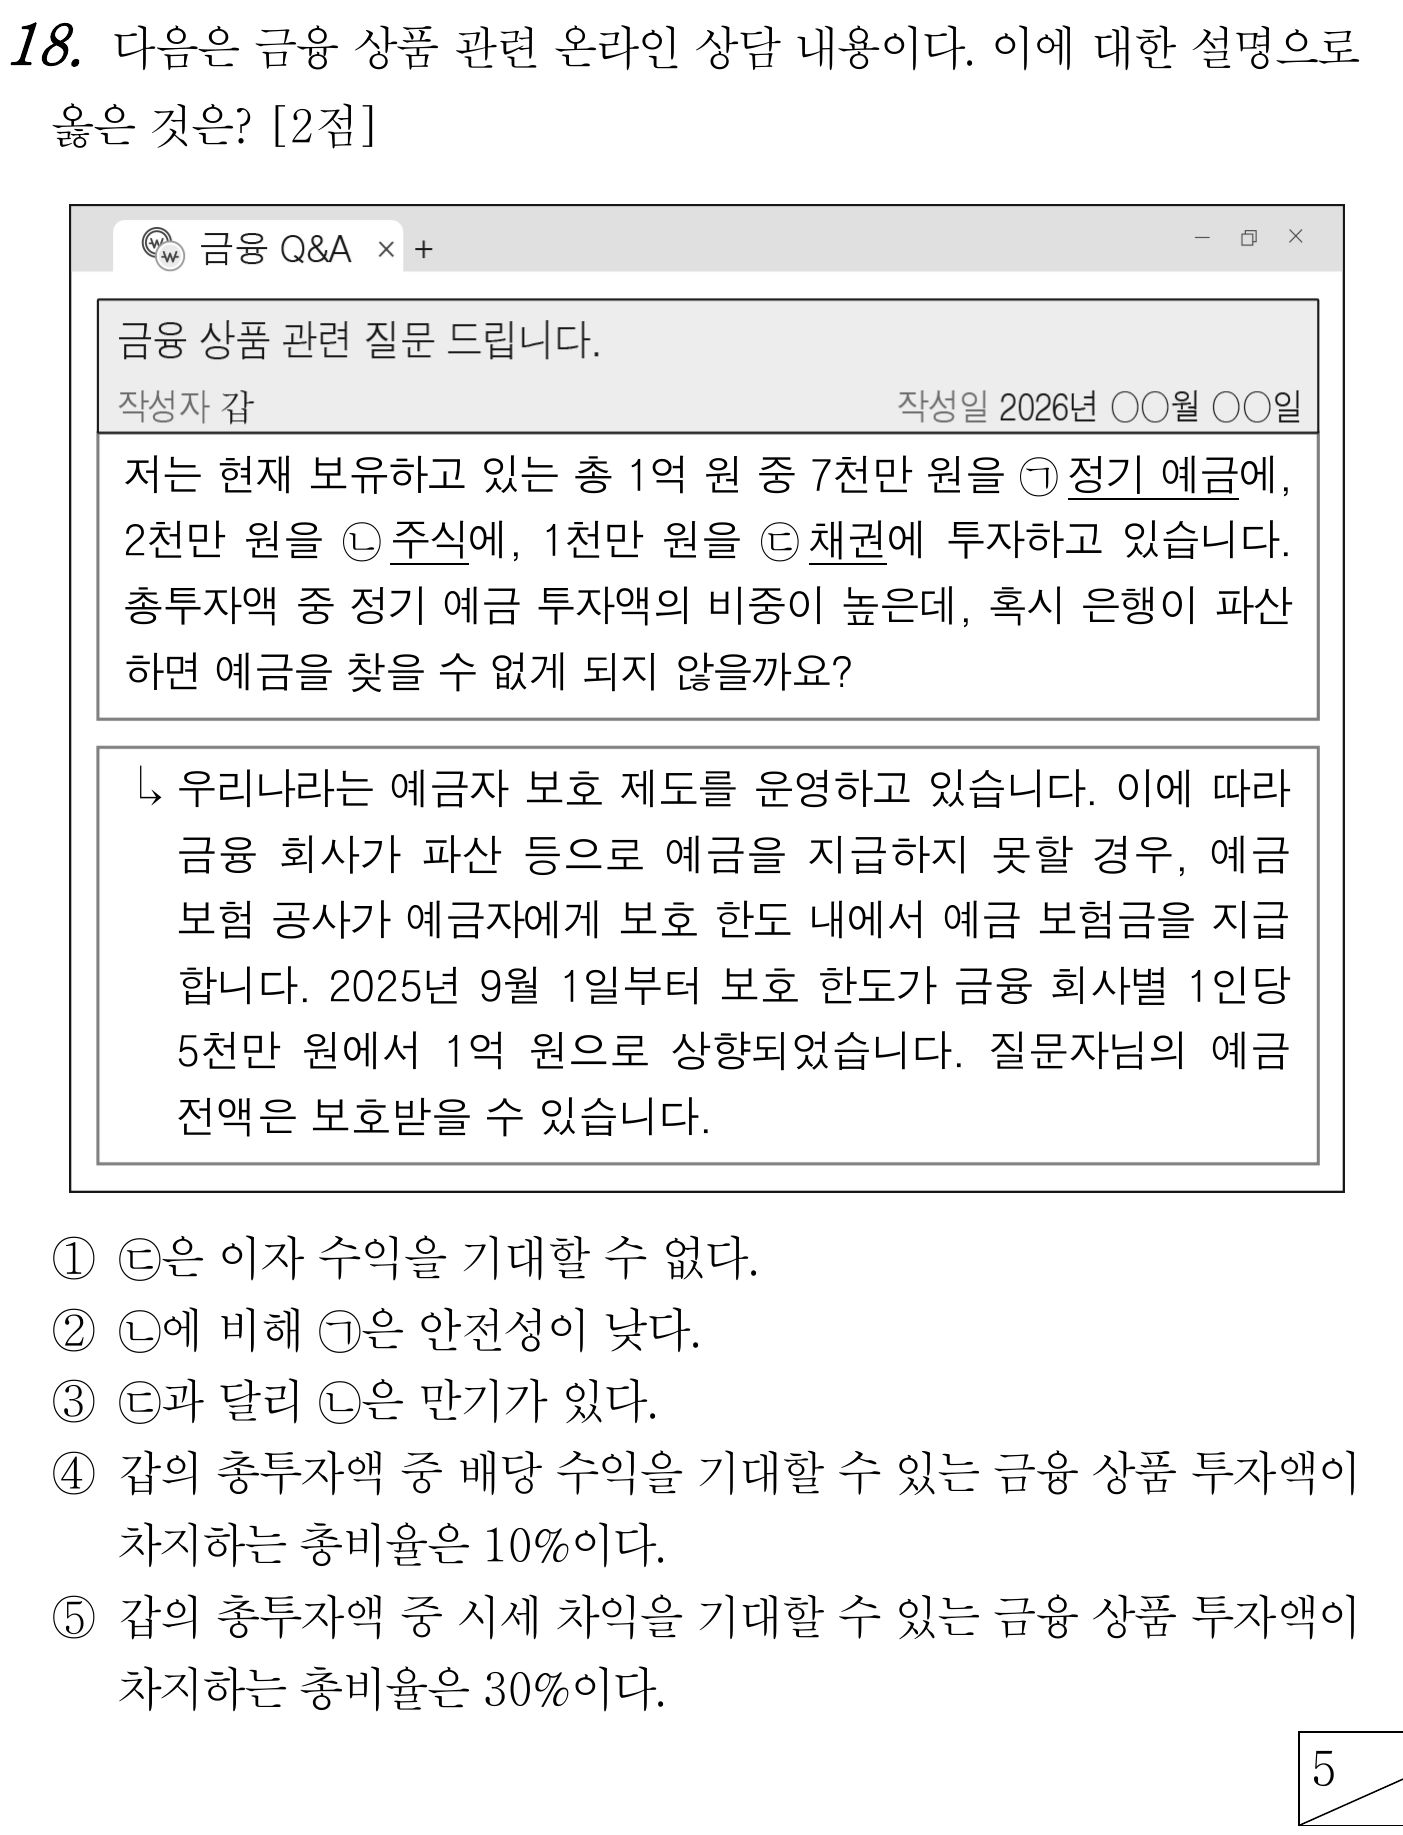 18. 다음은 금융 상품 관련 온라인 상담 내용이다. 이에 대한 설명으로
옳은 것은? [2점]
금융 Q&A × +
금융 상품 관련 질문 드립니다.
작성자 갑 작성일 2026년 ○○월 ○○일
저는 현재 보유하고 있는 총 1억 원 중 7천만 원을 ㉠ 정기 예금에,
2천만 원을 ㉡ 주식에, 1천만 원을 ㉢ 채권에 투자하고 있습니다.
총투자액 중 정기 예금 투자액의 비중이 높은데, 혹시 은행이 파산
하면 예금을 찾을 수 없게 되지 않을까요?
↳ 우리나라는 예금자 보호 제도를 운영하고 있습니다. 이에 따라
금융 회사가 파산 등으로 예금을 지급하지 못할 경우, 예금
보험 공사가 예금자에게 보호 한도 내에서 예금 보험금을 지급
합니다. 2025년 9월 1일부터 보호 한도가 금융 회사별 1인당
5천만 원에서 1억 원으로 상향되었습니다. 질문자님의 예금
전액은 보호받을 수 있습니다.
① ㉢은 이자 수익을 기대할 수 없다.
② ㉡에 비해 ㉠은 안전성이 낮다.
③ ㉢과 달리 ㉡은 만기가 있다.
④ 갑의 총투자액 중 배당 수익을 기대할 수 있는 금융 상품 투자액이
차지하는 총비율은 10%이다.
⑤ 갑의 총투자액 중 시세 차익을 기대할 수 있는 금융 상품 투자액이
차지하는 총비율은 30%이다.
5